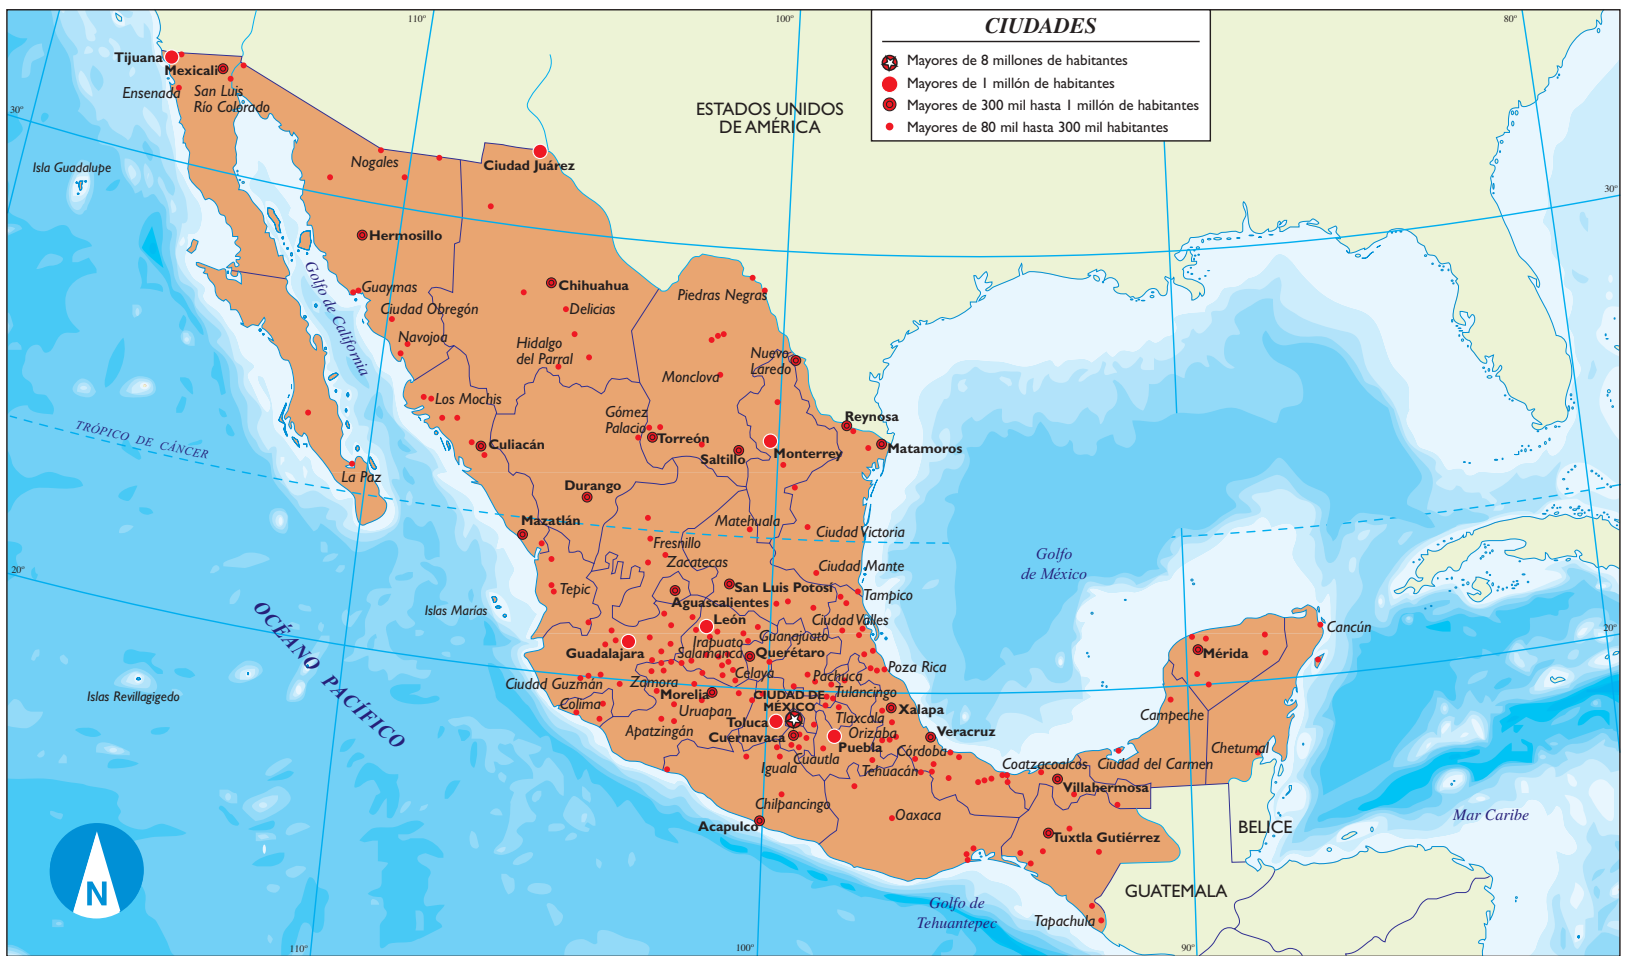 110°
100°
80°
CIUDADES
Mayores de 8 millones de habitantes
Mayores de 1 millón de habitantes
Mayores de 300 mil hasta 1 millón de habitantes
Mayores de 80 mil hasta 300 mil habitantes
Tijuana
Mexicali
Ensenada
San Luis
Río Colorado
30°
ESTADOS UNIDOS
DE AMÉRICA
Isla Guadalupe
Nogales
Ciudad Juárez
30°
Hermosillo
Golfo de California
Guaymas
Chihuahua
Piedras Negras
Ciudad Obregón
Delicias
Navojoa
Hidalgo
del Parral
Nuevo
Laredo
Monclova
Los Mochis
Gómez
Palacio
Torreón
Reynosa
TRÓPICO DE CÁNCER
Culiacán
Saltillo
Monterrey
Matamoros
La Paz
Durango
Mazatlán
Matehuala
Ciudad Victoria
Fresnillo
Zacatecas
Golfo
de México
20°
Ciudad Mante
Tepic
San Luis Potosí
Aguascalientes
Tampico
Islas Marías
León
Ciudad Valles
OCÉANO PACÍFICO
Guadalajara
Irapuato
Guanajuato
Salamanca
Querétaro
Cancún
20°
Mérida
Ciudad Guzmán
Zamora
Celaya
Pachuca
Poza Rica
Islas Revillagigedo
Colima
Morelia
CIUDAD DE
MÉXICO
Tulancingo
Uruapan
Xalapa
Apatzingán
Toluca
Tlaxcala
Campeche
Cuernavaca
Orizaba
Veracruz
Puebla
Córdoba
Chetumal
Iguala
Cuautla
Tehuacán
Coatzacoalcos
Ciudad del Carmen
Villahermosa
Chilpancingo
Acapulco
Oaxaca
Mar Caribe
BELICE
Tuxtla Gutiérrez
N
GUATEMALA
Golfo de
Tehuantepec
Tapachula
110°
100°
90°